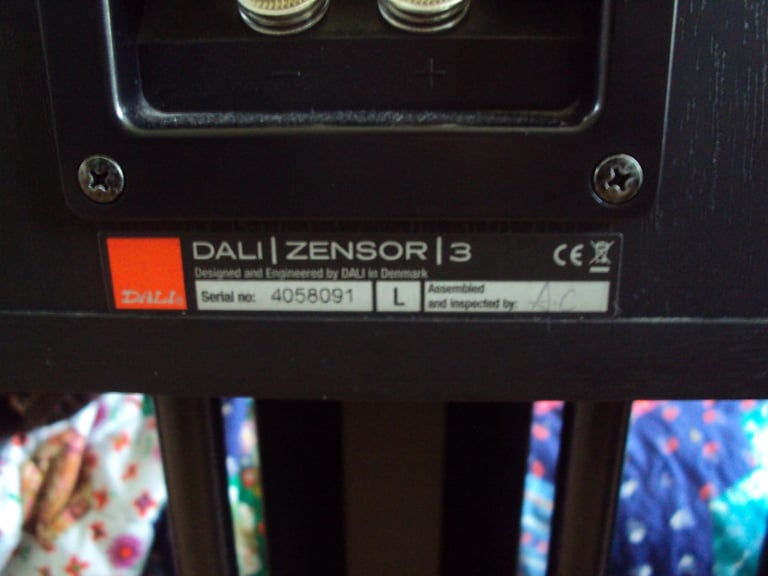 − +
DALI | ZENSOR | 3
Designed and Engineered by DALI in Denmark
CE
DALI®
Serial no: 4058091 L Assembled
and inspected by: A.C